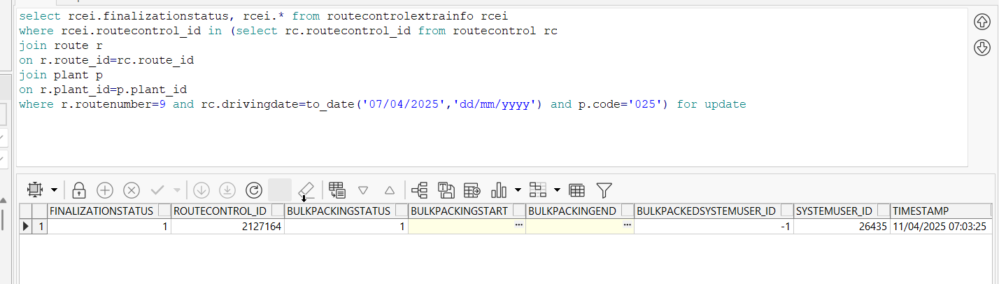 select rcei.finalizationstatus, rcei.* from routecontrolextrainfo rcei
where rcei.routecontrol_id in (select rc.routecontrol_id from routecontrol rc
join route r
on r.route_id=rc.route_id
join plant p
on r.plant_id=p.plant_id
where r.routenumber=9 and rc.drivingdate=to_date('07/04/2025','dd/mm/yyyy') and p.code='025') for update
FINALIZATIONSTATUS ROUTECONTROL_ID BULKPACKINGSTATUS BULKPACKINGSTART BULKPACKINGEND BULKPACKEDSYSTEMUSER_ID SYSTEMUSER_ID TIMESTAMP
1 1 2127164 1 ... ... -1 26435 11/04/2025 07:03:25